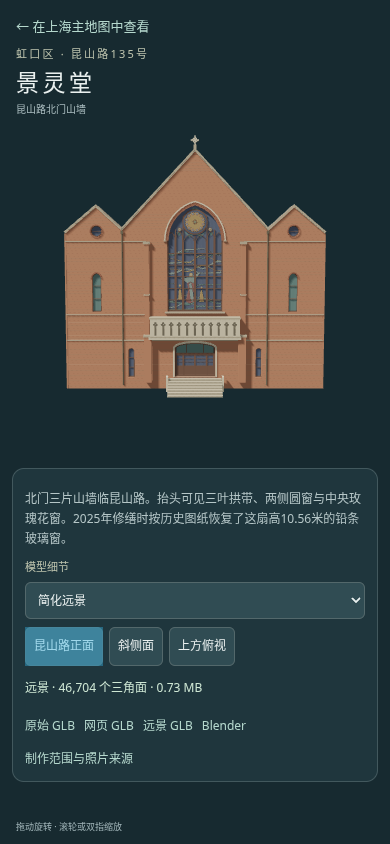 ← 在上海主地图中查看
虹口区 · 昆山路135号
景灵堂
昆山路北门山墙
北门三片山墙临昆山路。抬头可见三叶拱带、两侧圆窗与中央玫
瑰花窗。2025年修缮时按历史图纸恢复了这扇高10.56米的铅条
玻璃窗。
模型细节
简化远景
昆山路正面 斜侧面 上方俯视
远景 · 46,704 个三角面 · 0.73 MB
原始 GLB 网页 GLB 远景 GLB Blender
制作范围与照片来源
拖动旋转 · 滚轮或双指缩放